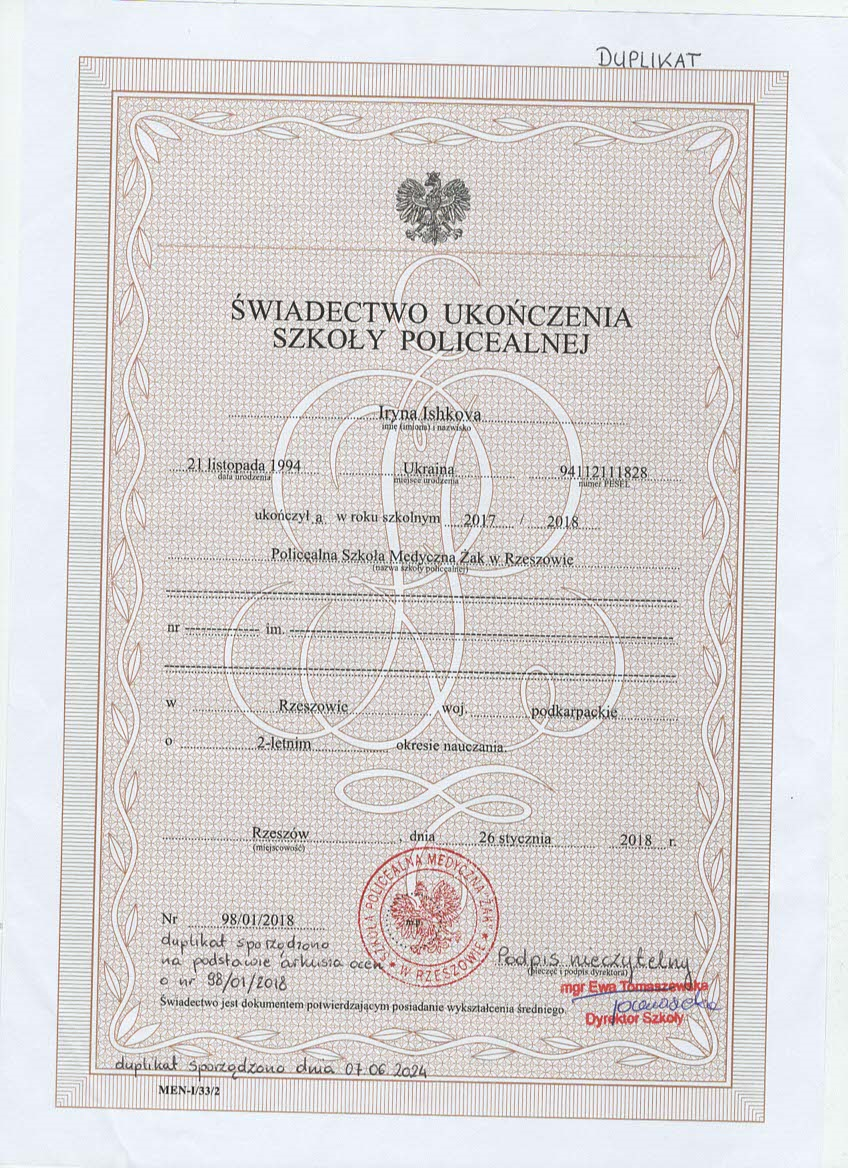 DUPLIKAT
ŚWIADECTWO UKOŃCZENIA
SZKOŁY POLICEALNEJ
Iryna Ishkova
imię (imiona) i nazwisko
21 listopada 1994 Ukraina 94112111828
data urodzenia miejsce urodzenia numer PESEL
ukończył a w roku szkolnym 2017 / 2018
Policealna Szkoła Medyczna Żak w Rzeszowie
(nazwa szkoły policealnej)
nr ------------- im. ----------------
w Rzeszowie woj. podkarpackie
o 2-letnim okresie nauczania.
Rzeszów, dnia 26 stycznia 2018 r.
(miejscowość)
SZKOŁA POLICEALNA MEDYCZNA ŻAK
★ W RZESZOWIE ★
m.p.
Nr 98/01/2018
duplikat sporządzono
na podstawie arkusza ocen
o nr 98/01/2018
Podpis nieczytelny
(pieczęć i podpis dyrektora)
mgr Ewa Tomaszewska
Dyrektor Szkoły
Świadectwo jest dokumentem potwierdzającym posiadanie wykształcenia średniego.
duplikat sporządzono dnia 07.06.2024
MEN-I/33/2